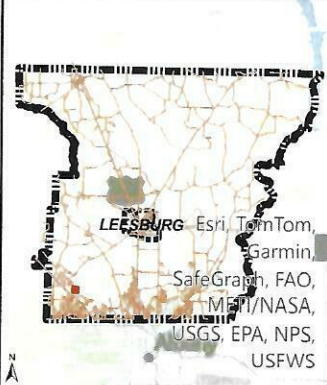 LEESBURG Esri, TomTom,
Garmin,
SafeGraph, FAO,
METI/NASA,
USGS, EPA, NPS,
USFWS
N